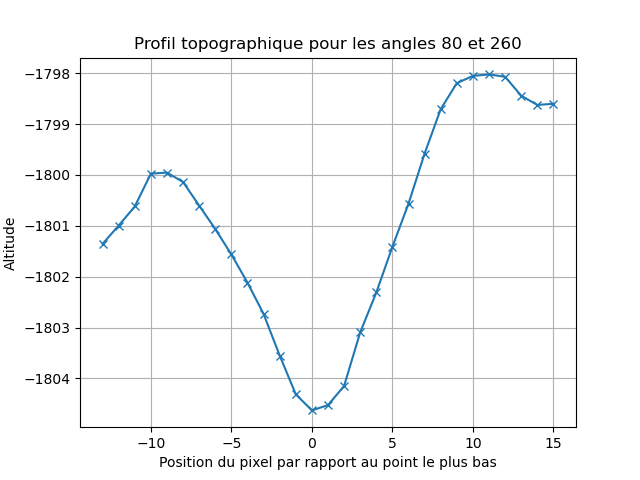 Profil topographique pour les angles 80 et 260
Altitude
−1798
−1799
−1800
−1801
−1802
−1803
−1804
−10 −5 0 5 10 15
Position du pixel par rapport au point le plus bas